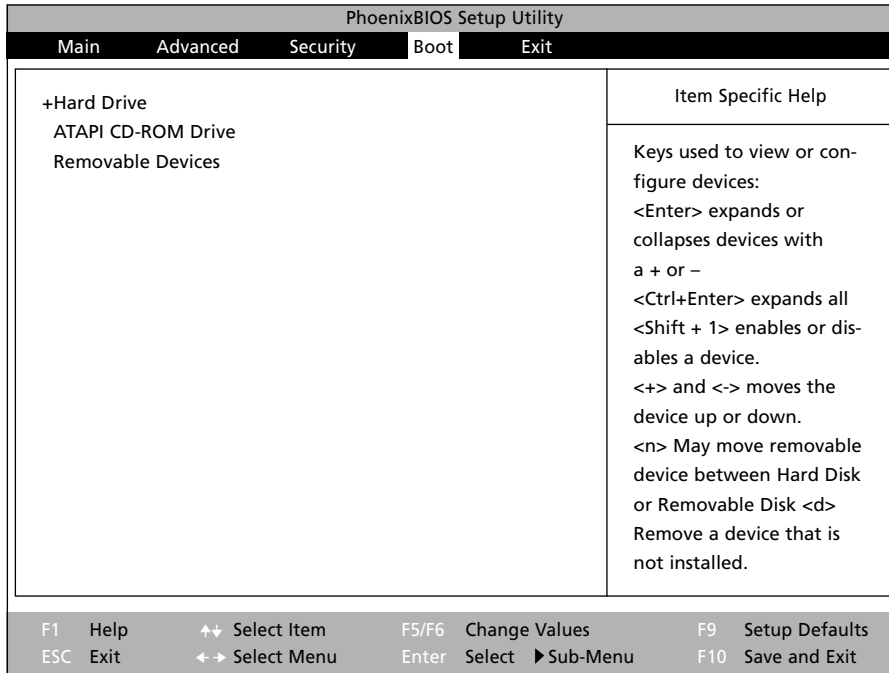 PhoenixBIOS Setup Utility
Main Advanced Security Boot Exit
+Hard Drive
ATAPI CD-ROM Drive
Removable Devices
Item Specific Help
Keys used to view or con-
figure devices:
<Enter> expands or
collapses devices with
a + or –
<Ctrl+Enter> expands all
<Shift + 1> enables or dis-
ables a device.
<+> and <-> moves the
device up or down.
<n> May move removable
device between Hard Disk
or Removable Disk <d>
Remove a device that is
not installed.
F1 Help Select Item F5/F6 Change Values F9 Setup Defaults
ESC Exit Select Menu Enter Select Sub-Menu F10 Save and Exit